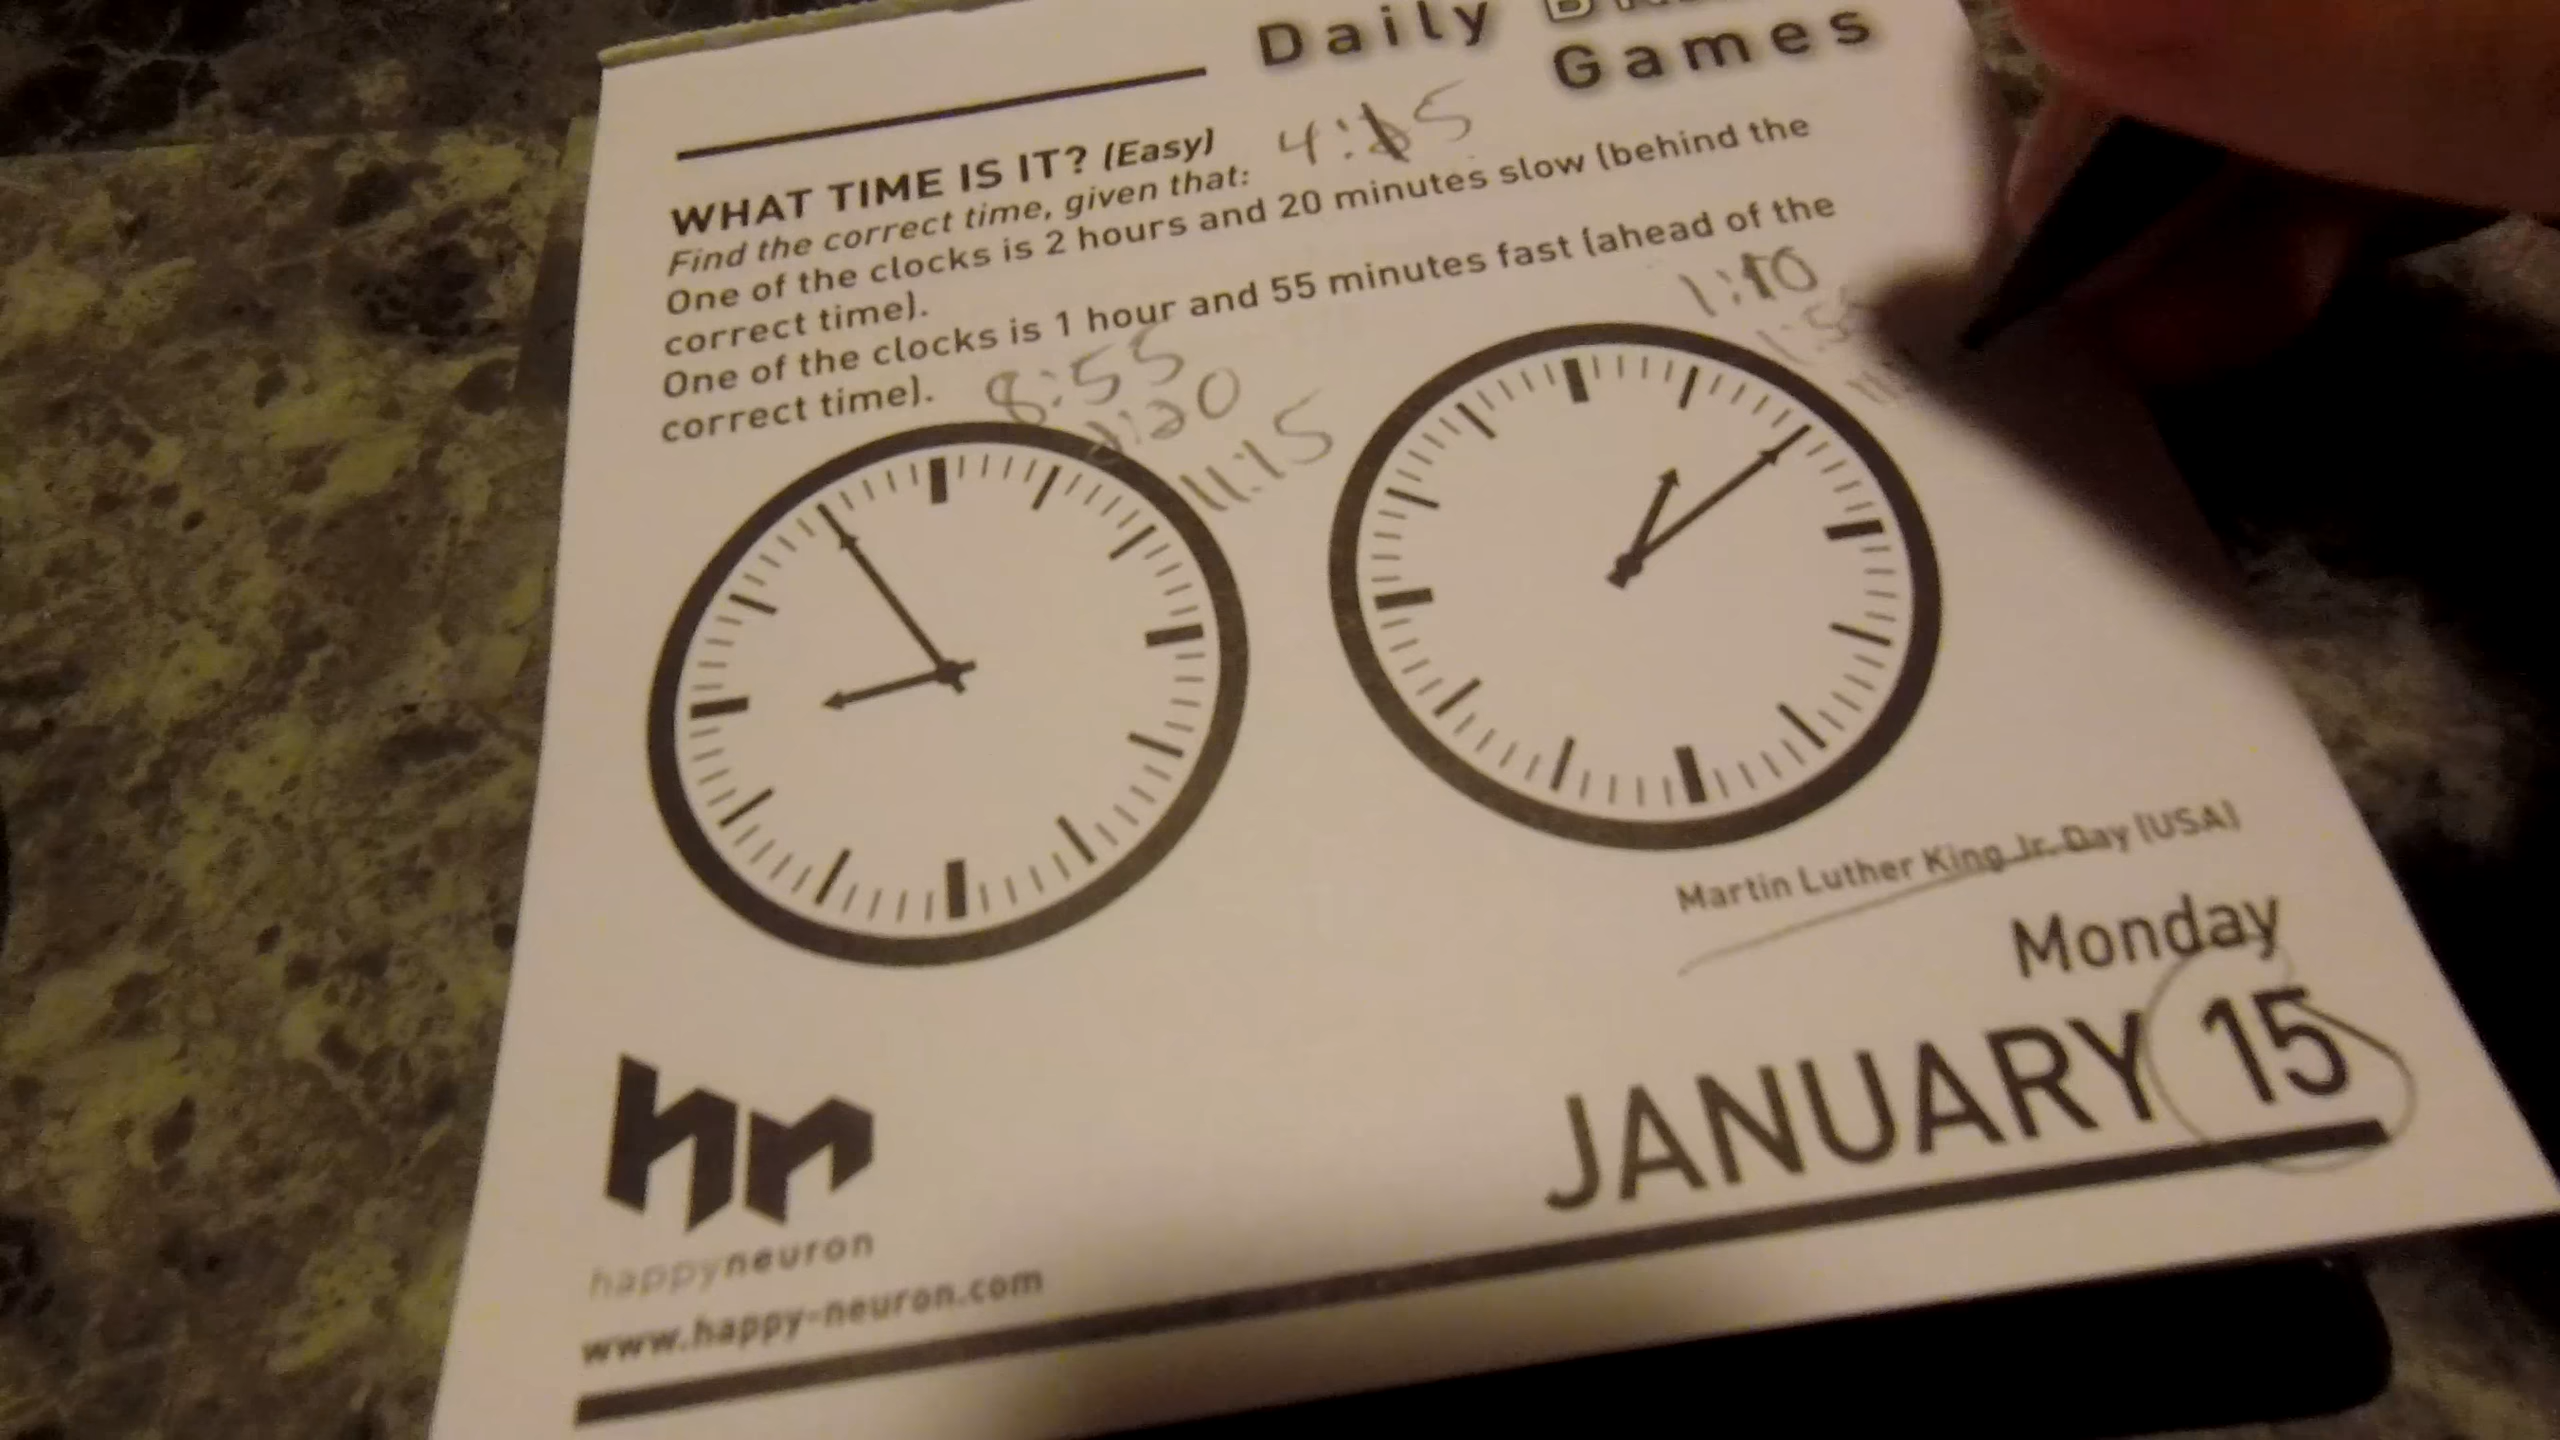 Daily
Games
WHAT TIME IS IT? (Easy)
4:15
Find the correct time, given that:
One of the clocks is 2 hours and 20 minutes slow (behind the
correct time).
One of the clocks is 1 hour and 55 minutes fast (ahead of the
correct time).
8:55
2:20
11:15
1:10
Martin Luther King Jr. Day (USA)
Monday
JANUARY 15
hn
happyneuron
www.happy-neuron.com